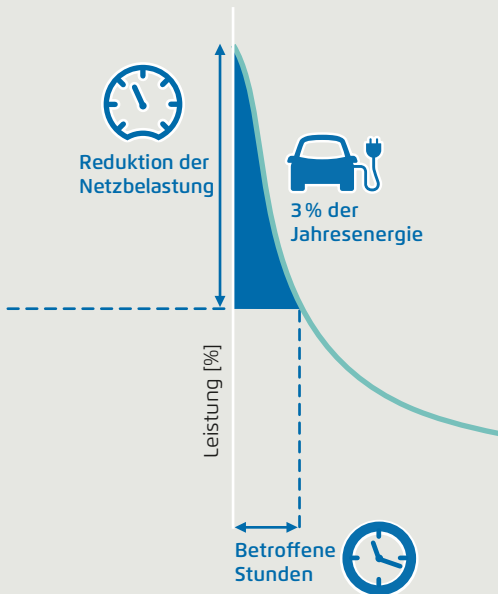 Reduktion der
Netzbelastung
3% der
Jahresenergie
Leistung [%]
Betroffene
Stunden